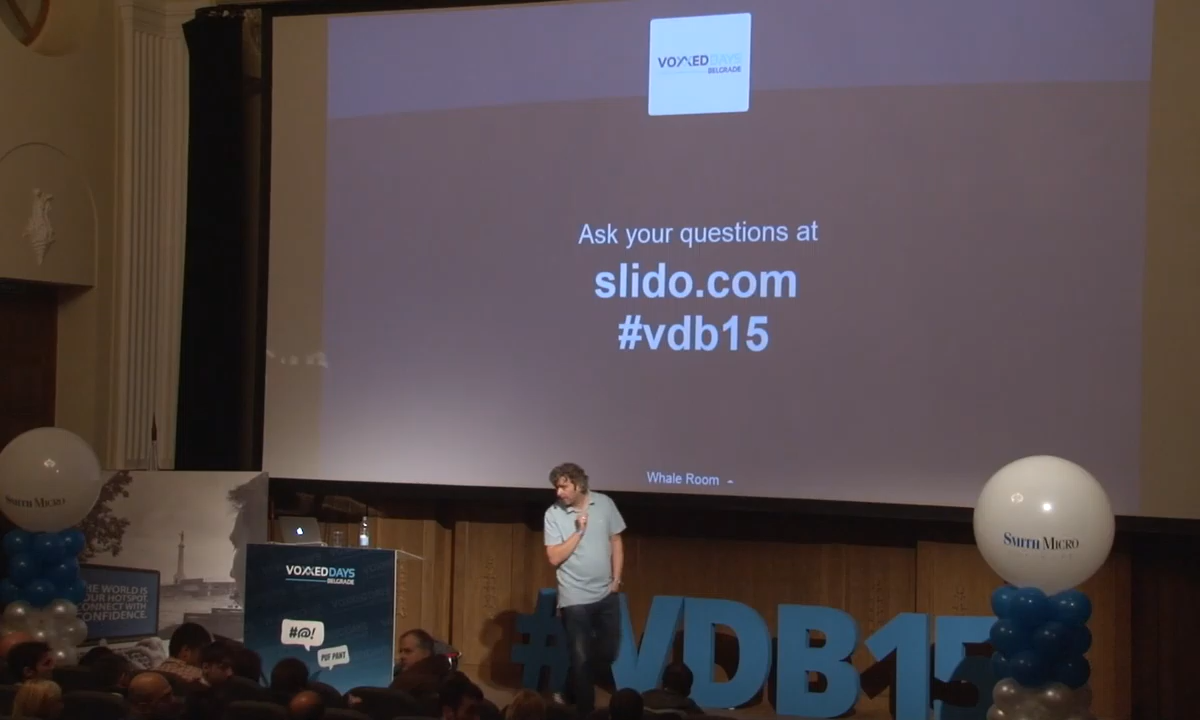 VOXXEDDAYS
BELGRADE
Ask your questions at
slido.com
#vdb15
Whale Room
SMITH MICRO
SMITH MICRO
THE WORLD IS
YOUR HOTSPOT.
CONNECT WITH
CONFIDENCE.
VOXXEDDAYS
BELGRADE
#@!
PDF PRNT
#VDB15